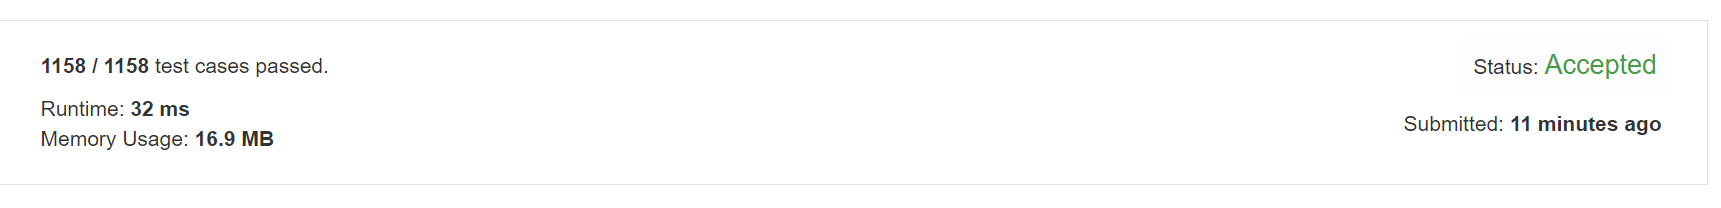 1158 / 1158 test cases passed.
Status: Accepted
Runtime: 32 ms
Memory Usage: 16.9 MB
Submitted: 11 minutes ago